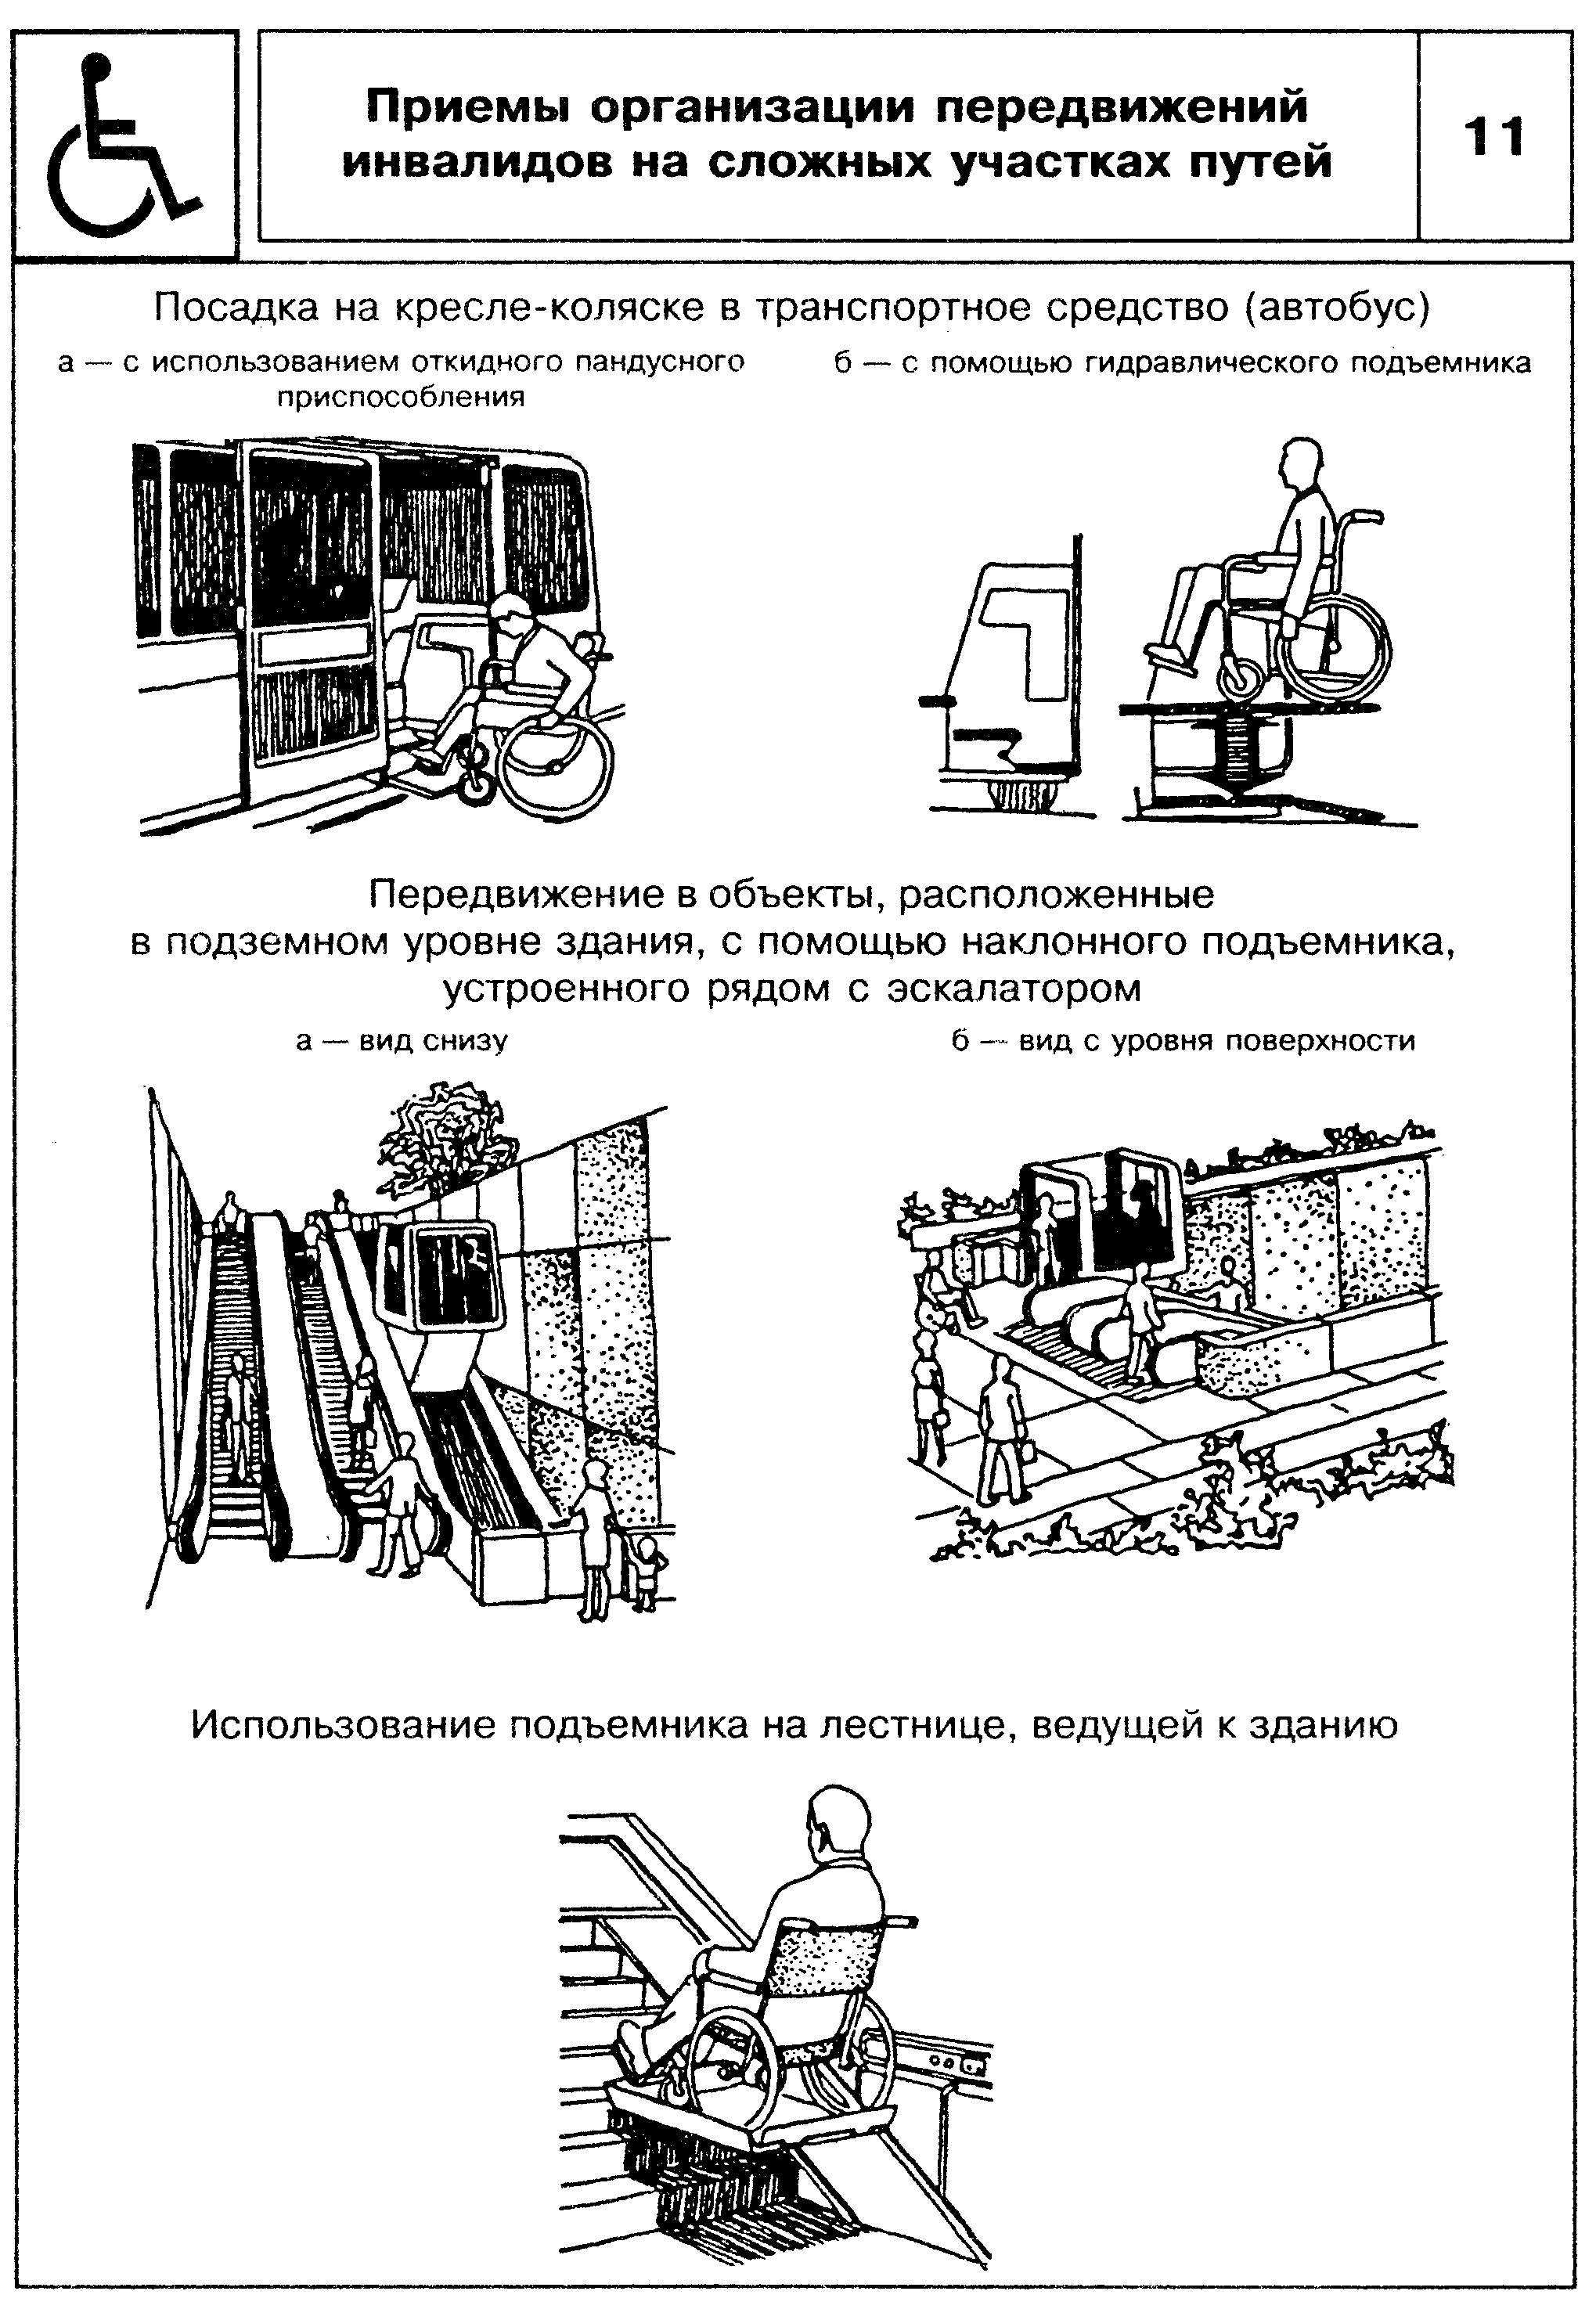 Приемы организации передвижений
инвалидов на сложных участках путей
11
Посадка на кресле-коляске в транспортное средство (автобус)
а — с использованием откидного пандусного
приспособления
б — с помощью гидравлического подъемника
Передвижение в объекты, расположенные
в подземном уровне здания, с помощью наклонного подъемника,
устроенного рядом с эскалатором
а — вид снизу
б — вид с уровня поверхности
Использование подъемника на лестнице, ведущей к зданию